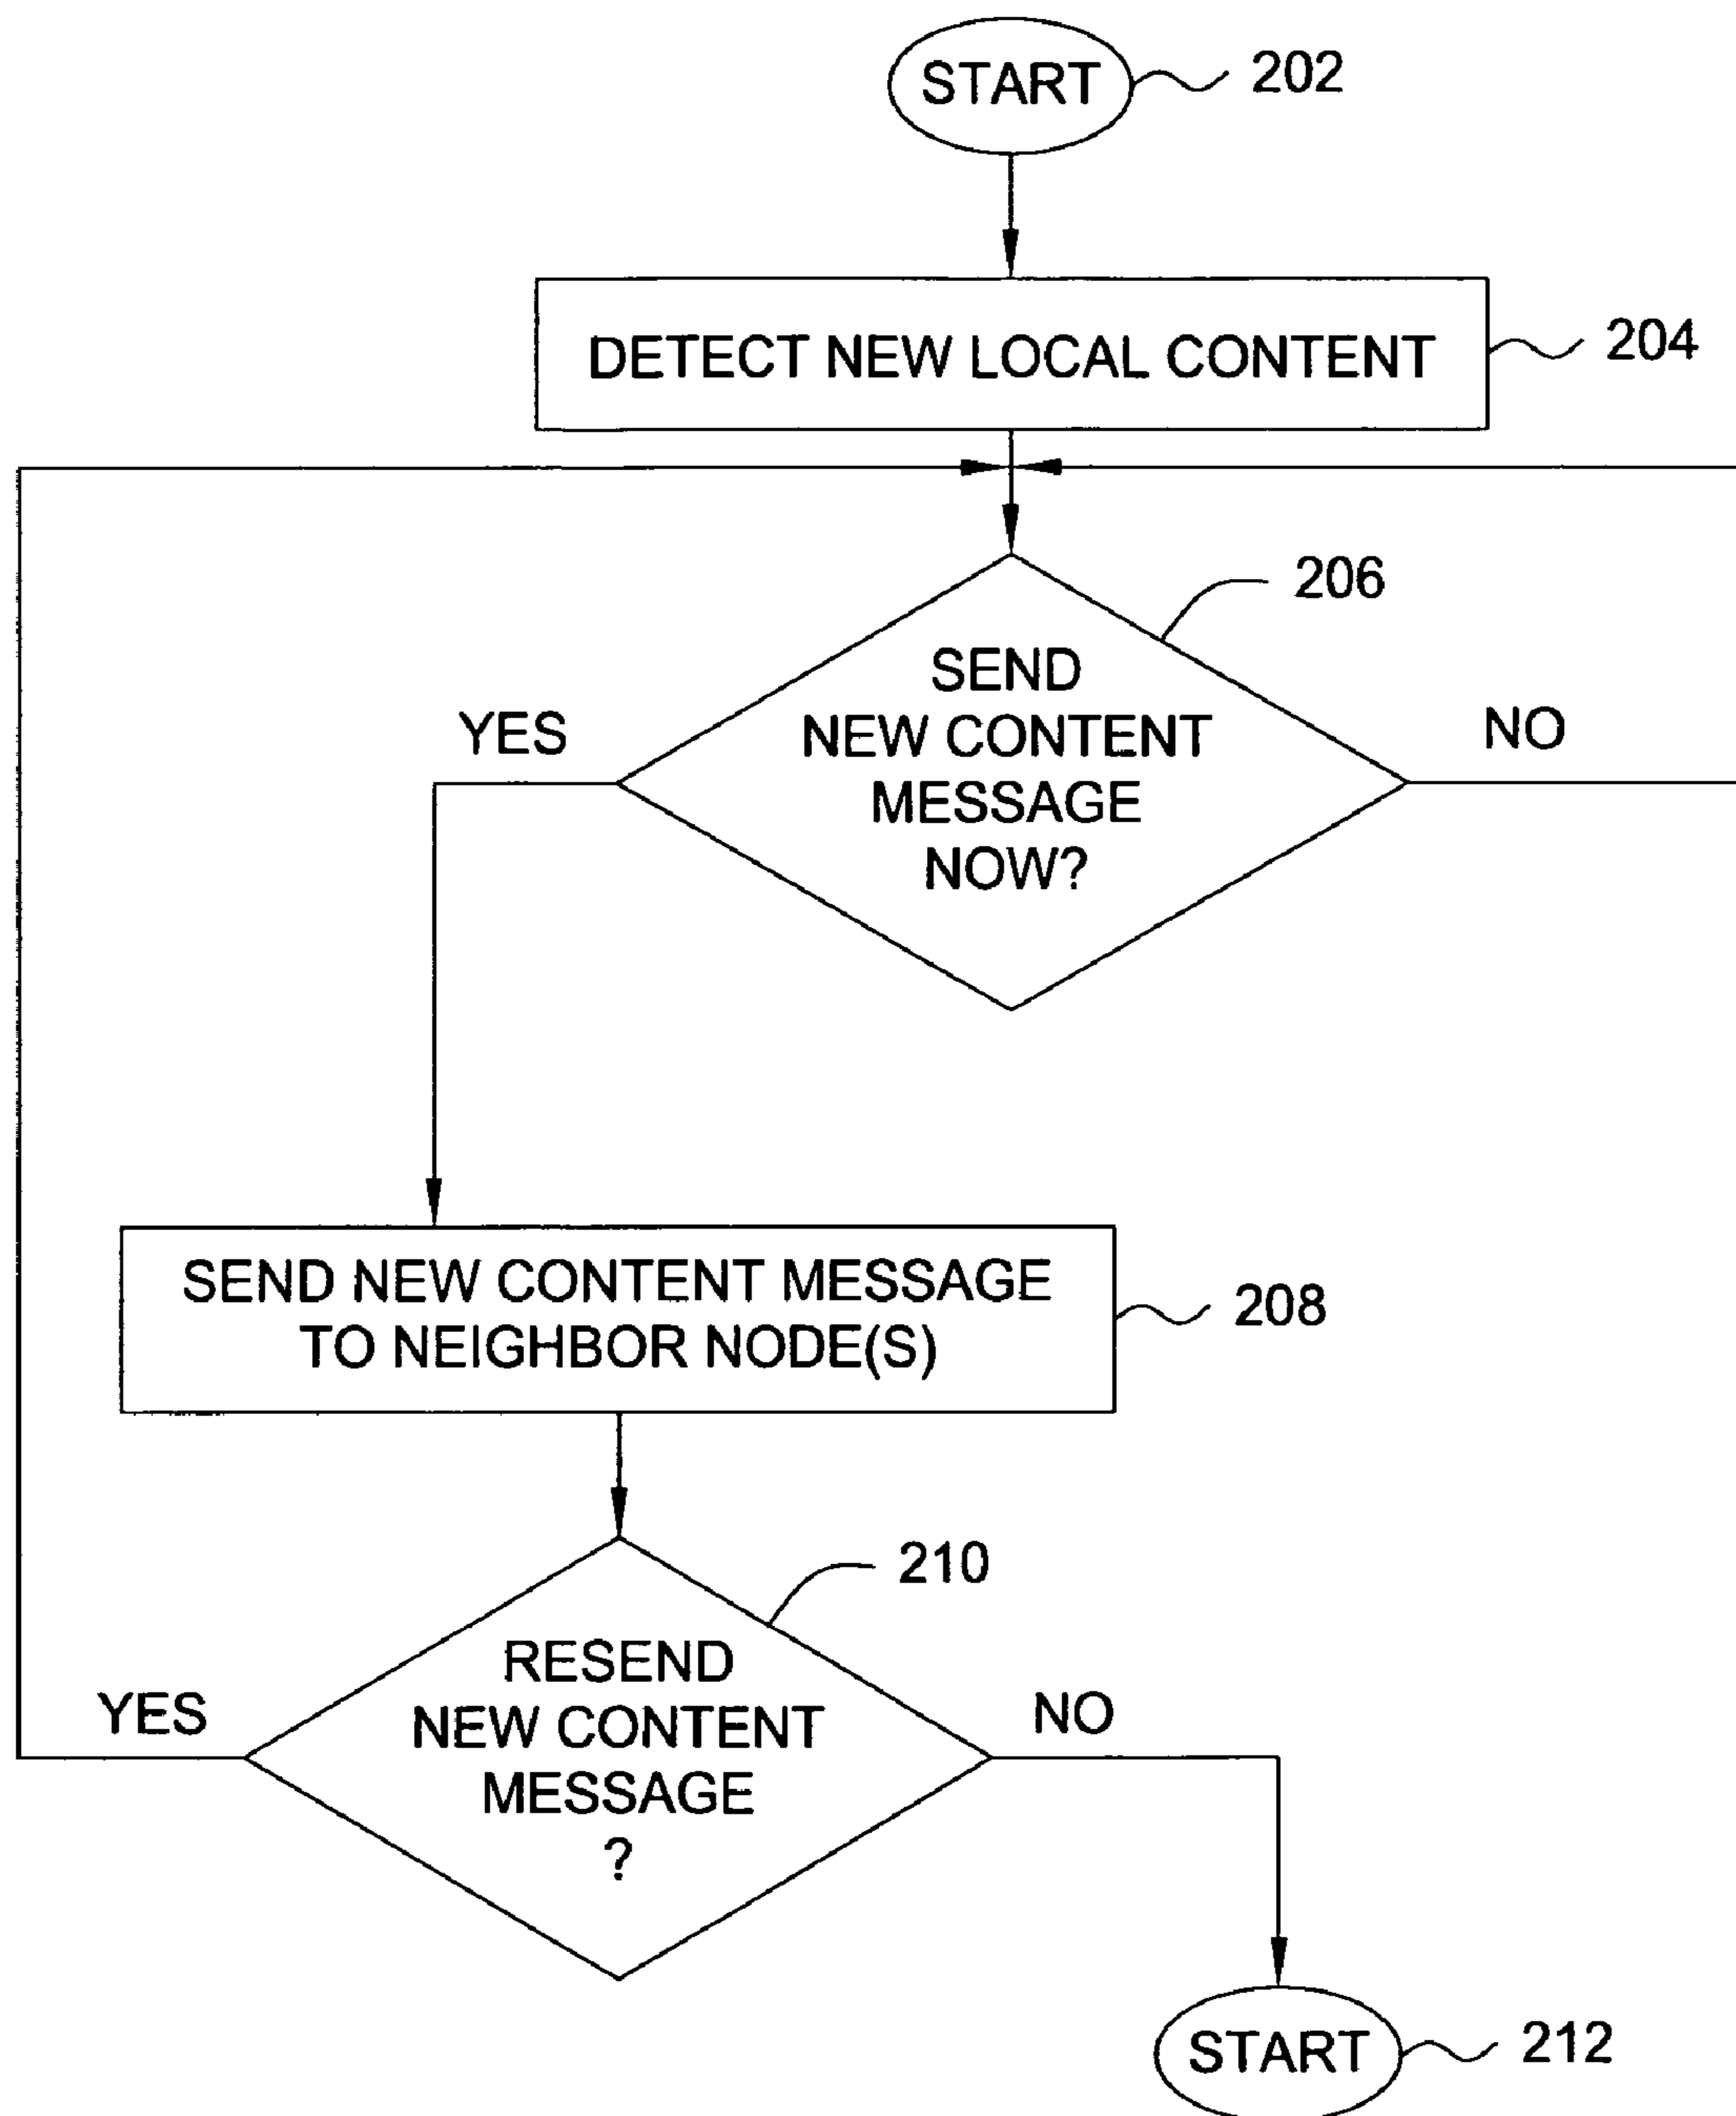 START
202
DETECT NEW LOCAL CONTENT
204
206
SEND
NEW CONTENT
MESSAGE
NOW?
YES
NO
SEND NEW CONTENT MESSAGE
TO NEIGHBOR NODE(S)
208
210
RESEND
NEW CONTENT
MESSAGE
?
YES
NO
START
212